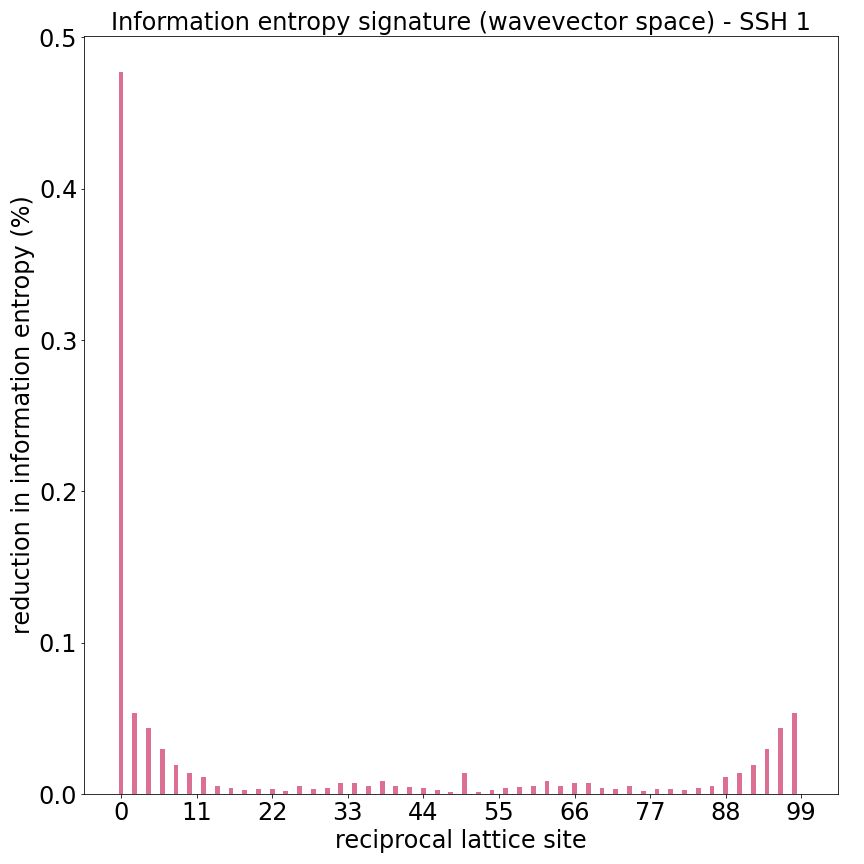 Information entropy signature (wavevector space) - SSH 1
reduction in information entropy (%)
0.5
0.4
0.3
0.2
0.1
0.0
0 11 22 33 44 55 66 77 88 99
reciprocal lattice site